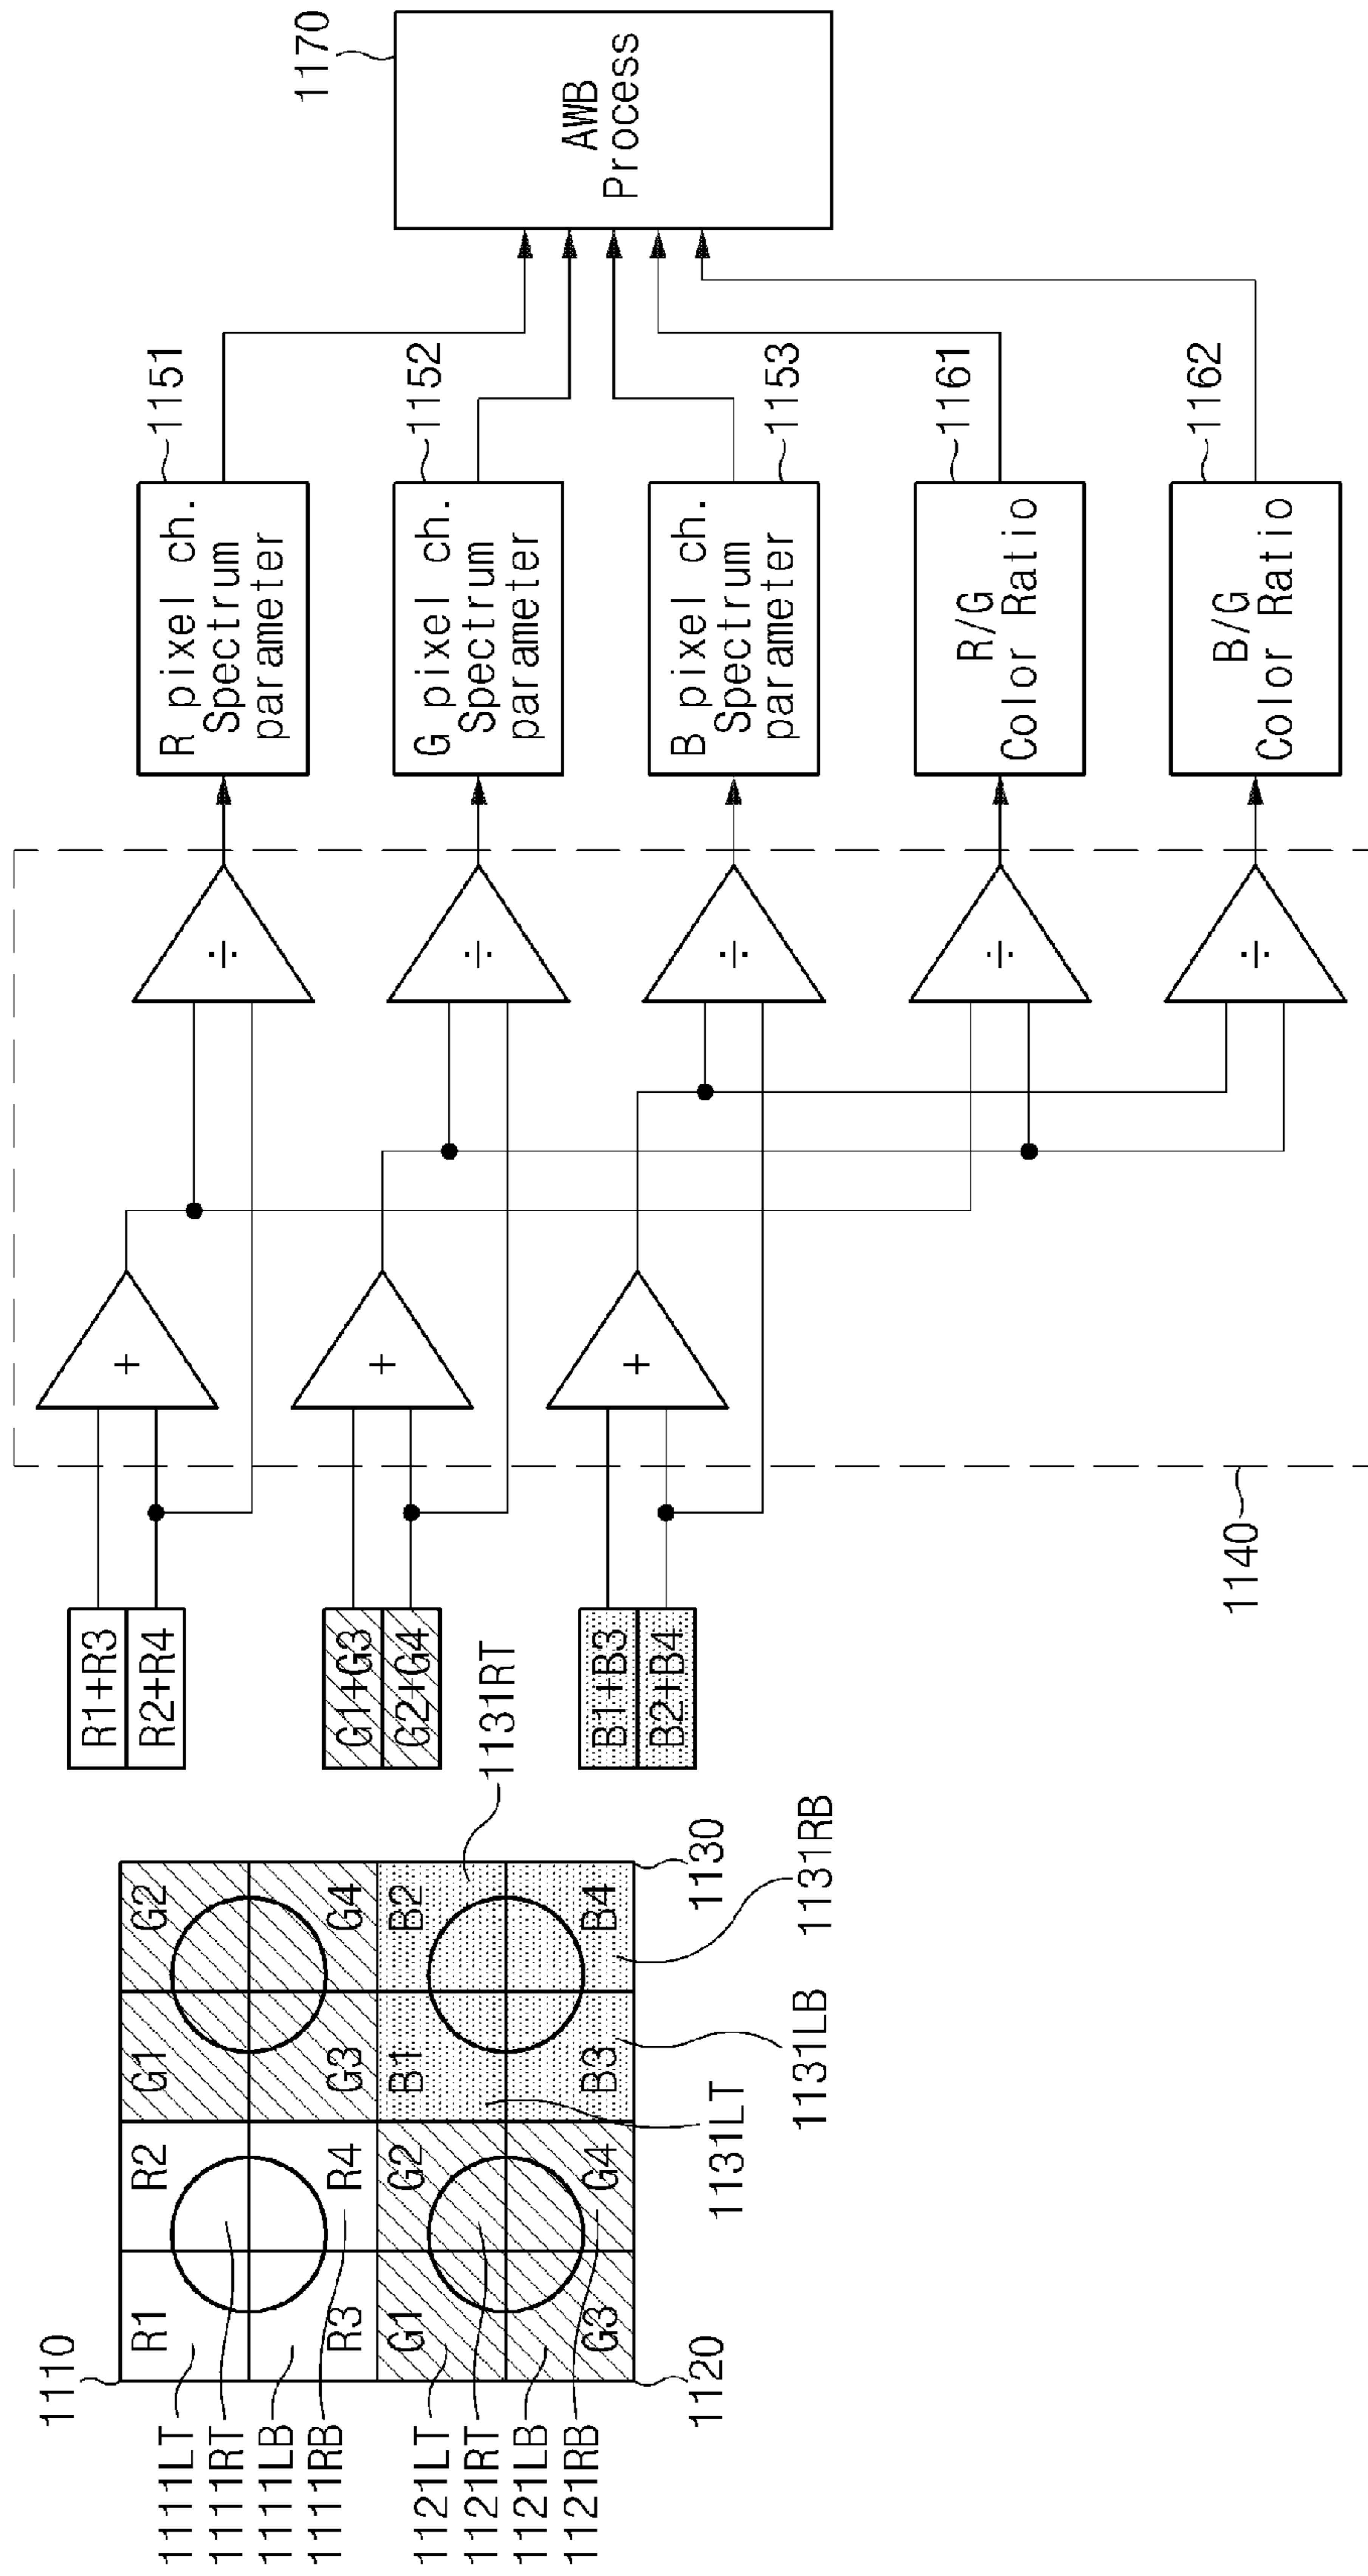 1110
1111LT
1111RT
1111LB
1111RB
1121LT
1121RT
1121LB
1121RB
1120
R1
R2
G1
G2
R3
R4
G3
G4
G1
G2
B1
B2
G3
G4
B3
B4
1131RT
1130
1131RB
1131LB
1131LT
R1+R3
R2+R4
G1+G3
G2+G4
B1+B3
B2+B4
+
+
+
÷
÷
÷
÷
÷
1140
R pixel ch.
Spectrum
parameter
1151
G pixel ch.
Spectrum
parameter
1152
B pixel ch.
Spectrum
parameter
1153
R/G
Color Ratio
1161
B/G
Color Ratio
1162
AWB
Process
1170